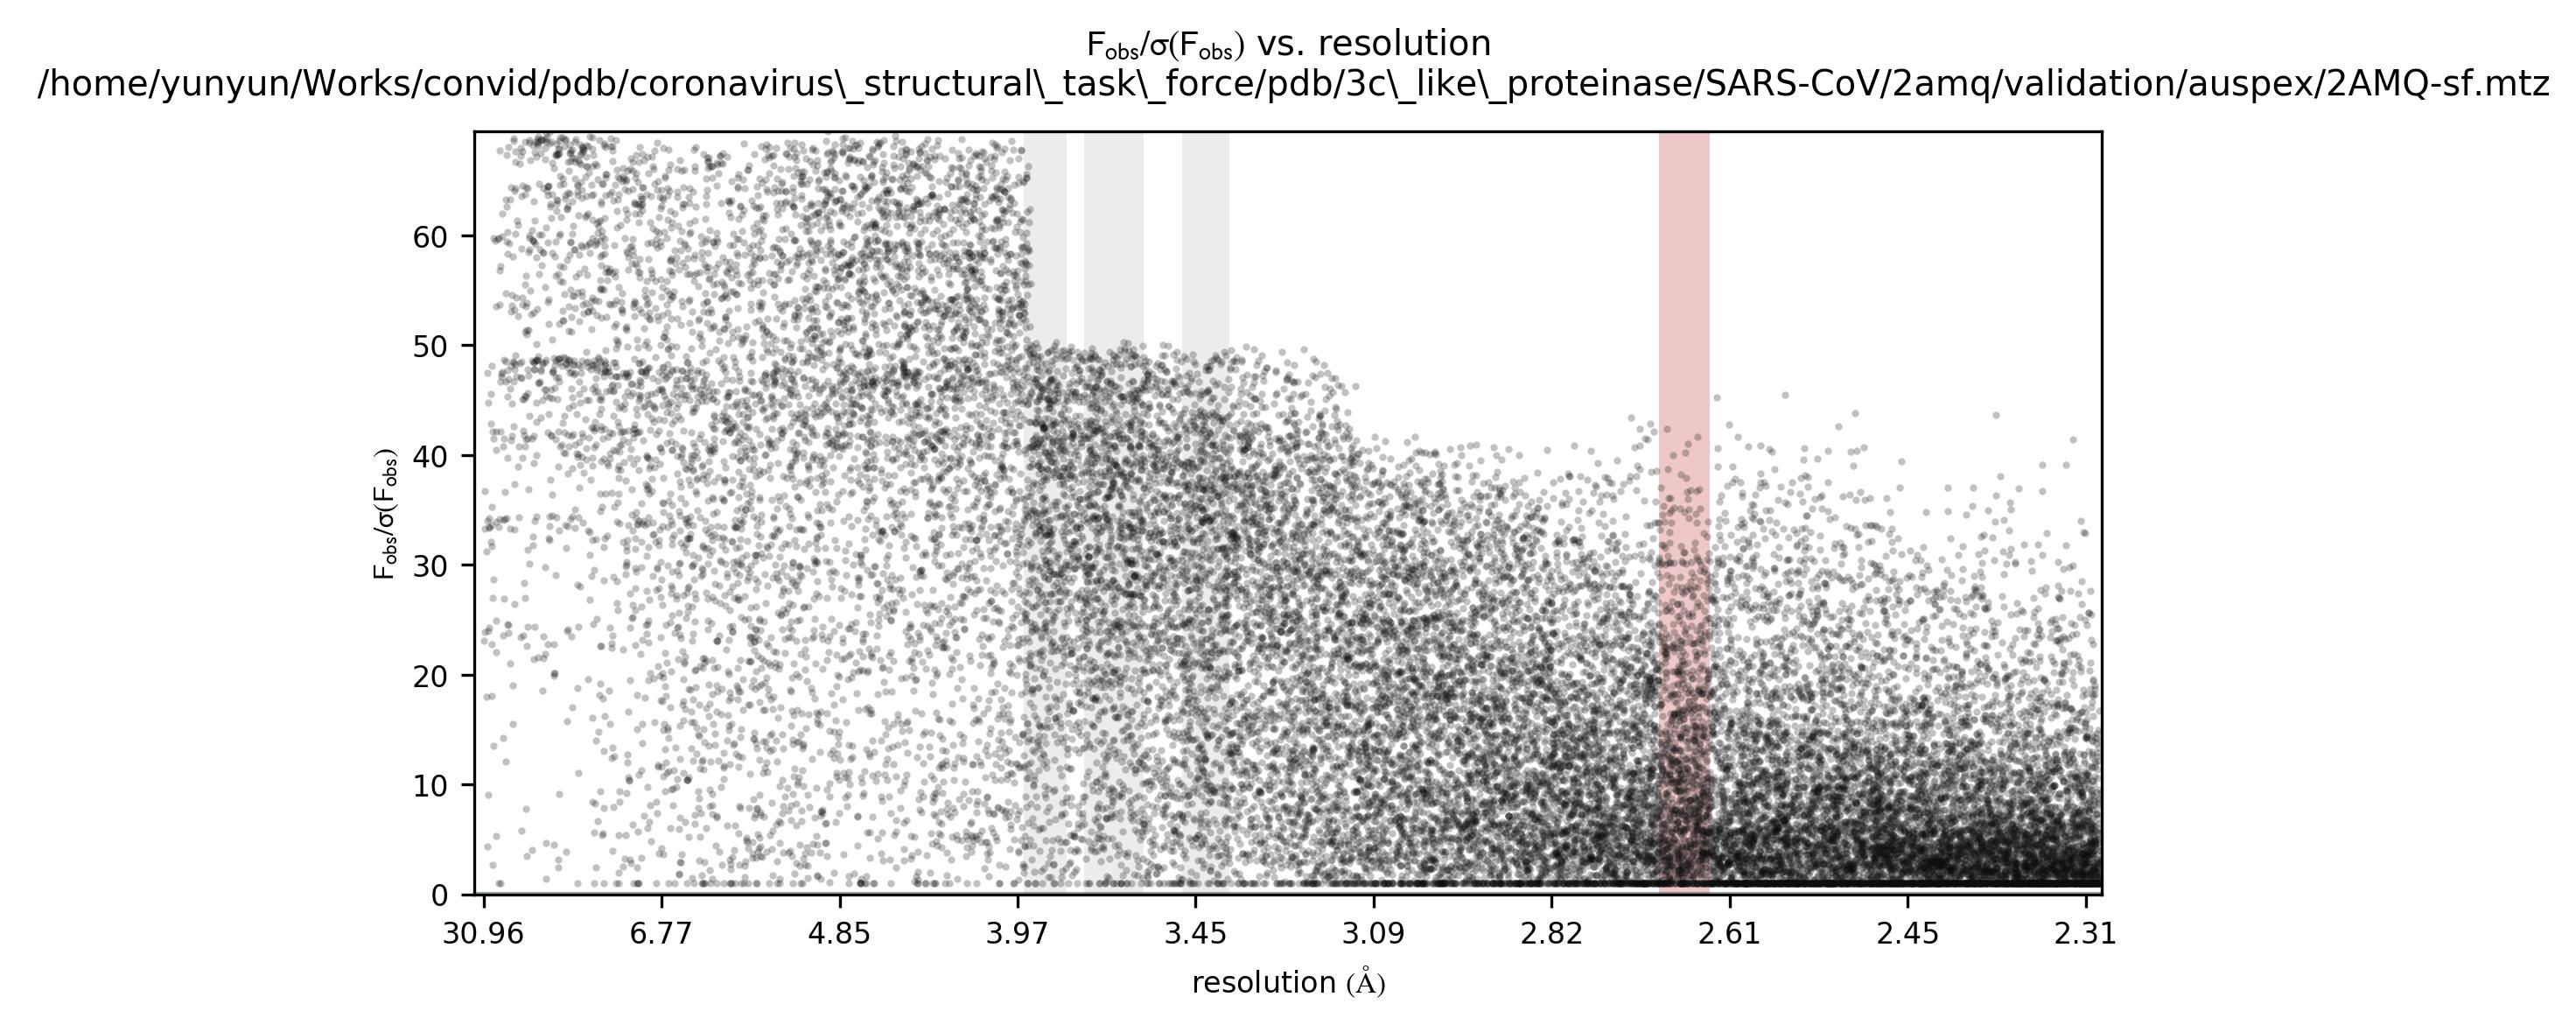 Fobs/σ(Fobs) vs. resolution
/home/yunyun/Works/convid/pdb/coronavirus\_structural\_task\_force/pdb/3c\_like\_proteinase/SARS-CoV/2amq/validation/auspex/2AMQ-sf.mtz
60
50
40
30
20
10
0
Fobs/σ(Fobs)
30.96 6.77 4.85 3.97 3.45 3.09 2.82 2.61 2.45 2.31
resolution (Å)